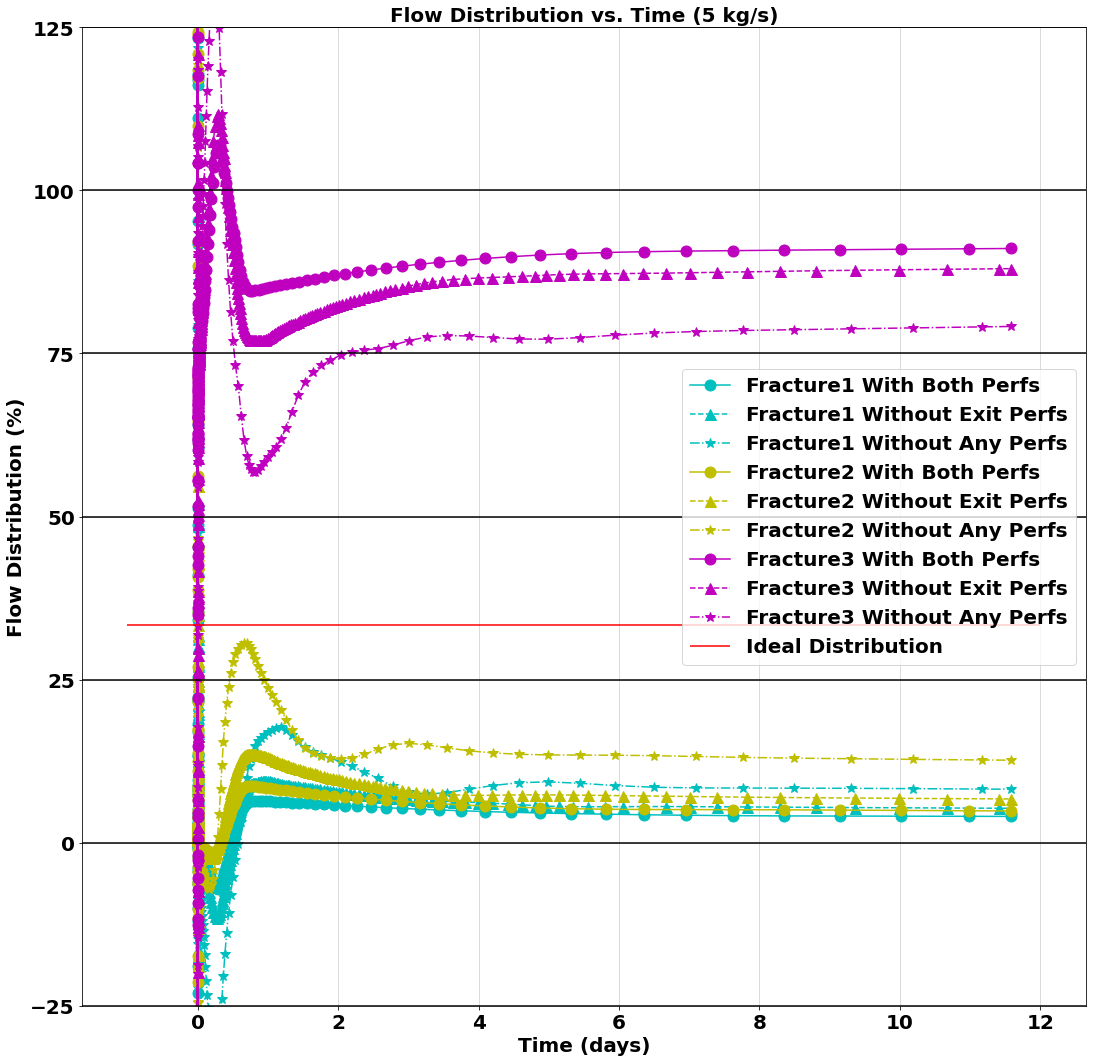 Flow Distribution vs. Time (5 kg/s)
Flow Distribution (%)
125
100
75
50
25
0
−25
Fracture1 With Both Perfs
Fracture1 Without Exit Perfs
Fracture1 Without Any Perfs
Fracture2 With Both Perfs
Fracture2 Without Exit Perfs
Fracture2 Without Any Perfs
Fracture3 With Both Perfs
Fracture3 Without Exit Perfs
Fracture3 Without Any Perfs
Ideal Distribution
0 2 4 6 8 10 12
Time (days)